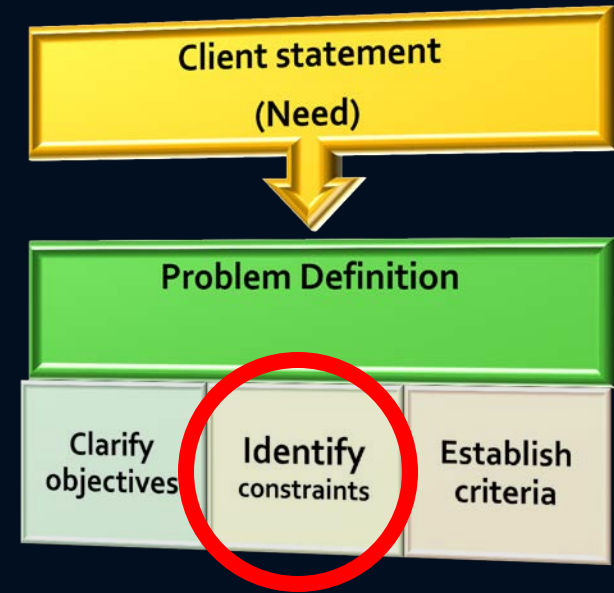 Client statement
(Need)
Problem Definition
Clarify
objectives
Identify
constraints
Establish
criteria